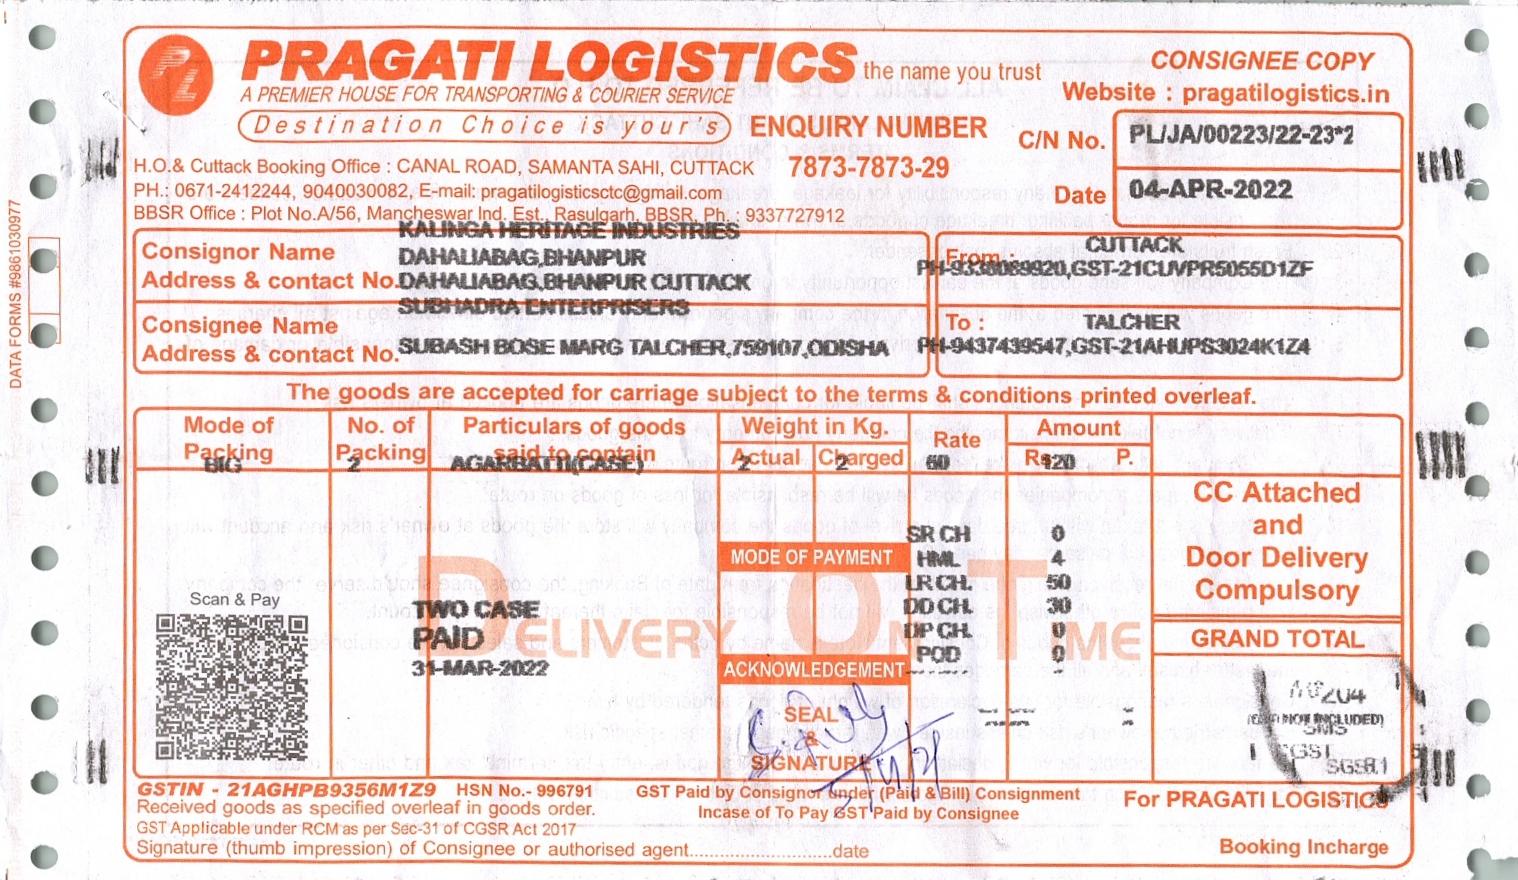 PL
PRAGATI LOGISTICS the name you trust
A PREMIER HOUSE FOR TRANSPORTING & COURIER SERVICE
Destination Choice is your's
ENQUIRY NUMBER
7873-7873-29
CONSIGNEE COPY
Website : pragatilogistics.in
C/N No. PL/JA/00223/22-23*2
Date 04-APR-2022
H.O.& Cuttack Booking Office : CANAL ROAD, SAMANTA SAHI, CUTTACK
PH.: 0671-2412244, 9040030082, E-mail: pragatilogisticsctc@gmail.com
BBSR Office : Plot No.A/56, Mancheswar Ind. Est., Rasulgarh, BBSR, Ph. : 9337727912
DATA FORMS #9861030977
KALINGA HERITAGE INDUSTRIES
Consignor Name DAHALIABAG,BHANPUR
Address & contact No. DAHALIABAG,BHANPUR CUTTACK
From : CUTTACK
PH-9338089920,GST-21CUVPR5055D1ZF
SUBHADRA ENTERPRISERS
Consignee Name
Address & contact No. SUBASH BOSE MARG TALCHER,759107,ODISHA
To : TALCHER
PH-9437439547,GST-21AHUPS3024K1Z4
The goods are accepted for carriage subject to the terms & conditions printed overleaf.
Mode of Packing No. of Packing Particulars of goods said to contain Weight in Kg. Actual Charged Rate Amount Rs. P.
BIG 2 AGARBATTI(CASE) 2 2 60 120
CC Attached
and
Door Delivery
Compulsory
SR CH 0
MODE OF PAYMENT
HML 4
LR CH. 50
DD CH. 30
DP CH. 0
POD 0
DELIVERY ON TIME
Scan & Pay
TWO CASE
PAID
31-MAR-2022
ACKNOWLEDGEMENT
SEAL
&
SIGNATURE
GRAND TOTAL
204
(GST NOT INCLUDED)
SMS
CGST
SGS8.1
GSTIN - 21AGHPB9356M1Z9 HSN No.- 996791
GST Paid by Consignor under (Paid & Bill) Consignment
Incase of To Pay GST Paid by Consignee
For PRAGATI LOGISTICS
Received goods as specified overleaf in goods order.
GST Applicable under RCM as per Sec-31 of CGSR Act 2017
Signature (thumb impression) of Consignee or authorised agent........................date
Booking Incharge